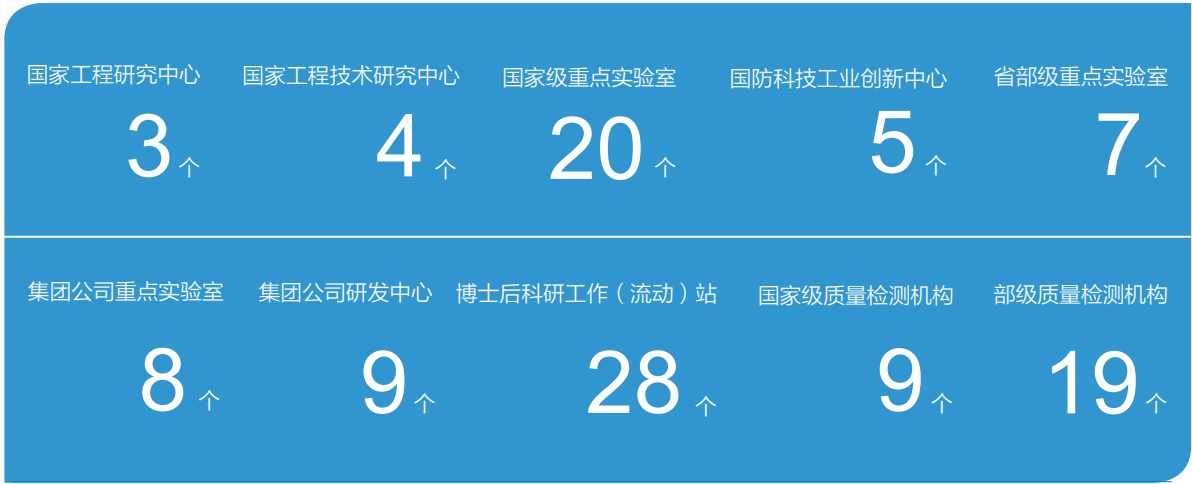 国家工程研究中心 国家工程技术研究中心 国家级重点实验室 国防科技工业创新中心 省部级重点实验室
3个 4个 20个 5个 7个
集团公司重点实验室 集团公司研发中心 博士后科研工作（流动）站 国家级质量检测机构 部级质量检测机构
8个 9个 28个 9个 19个